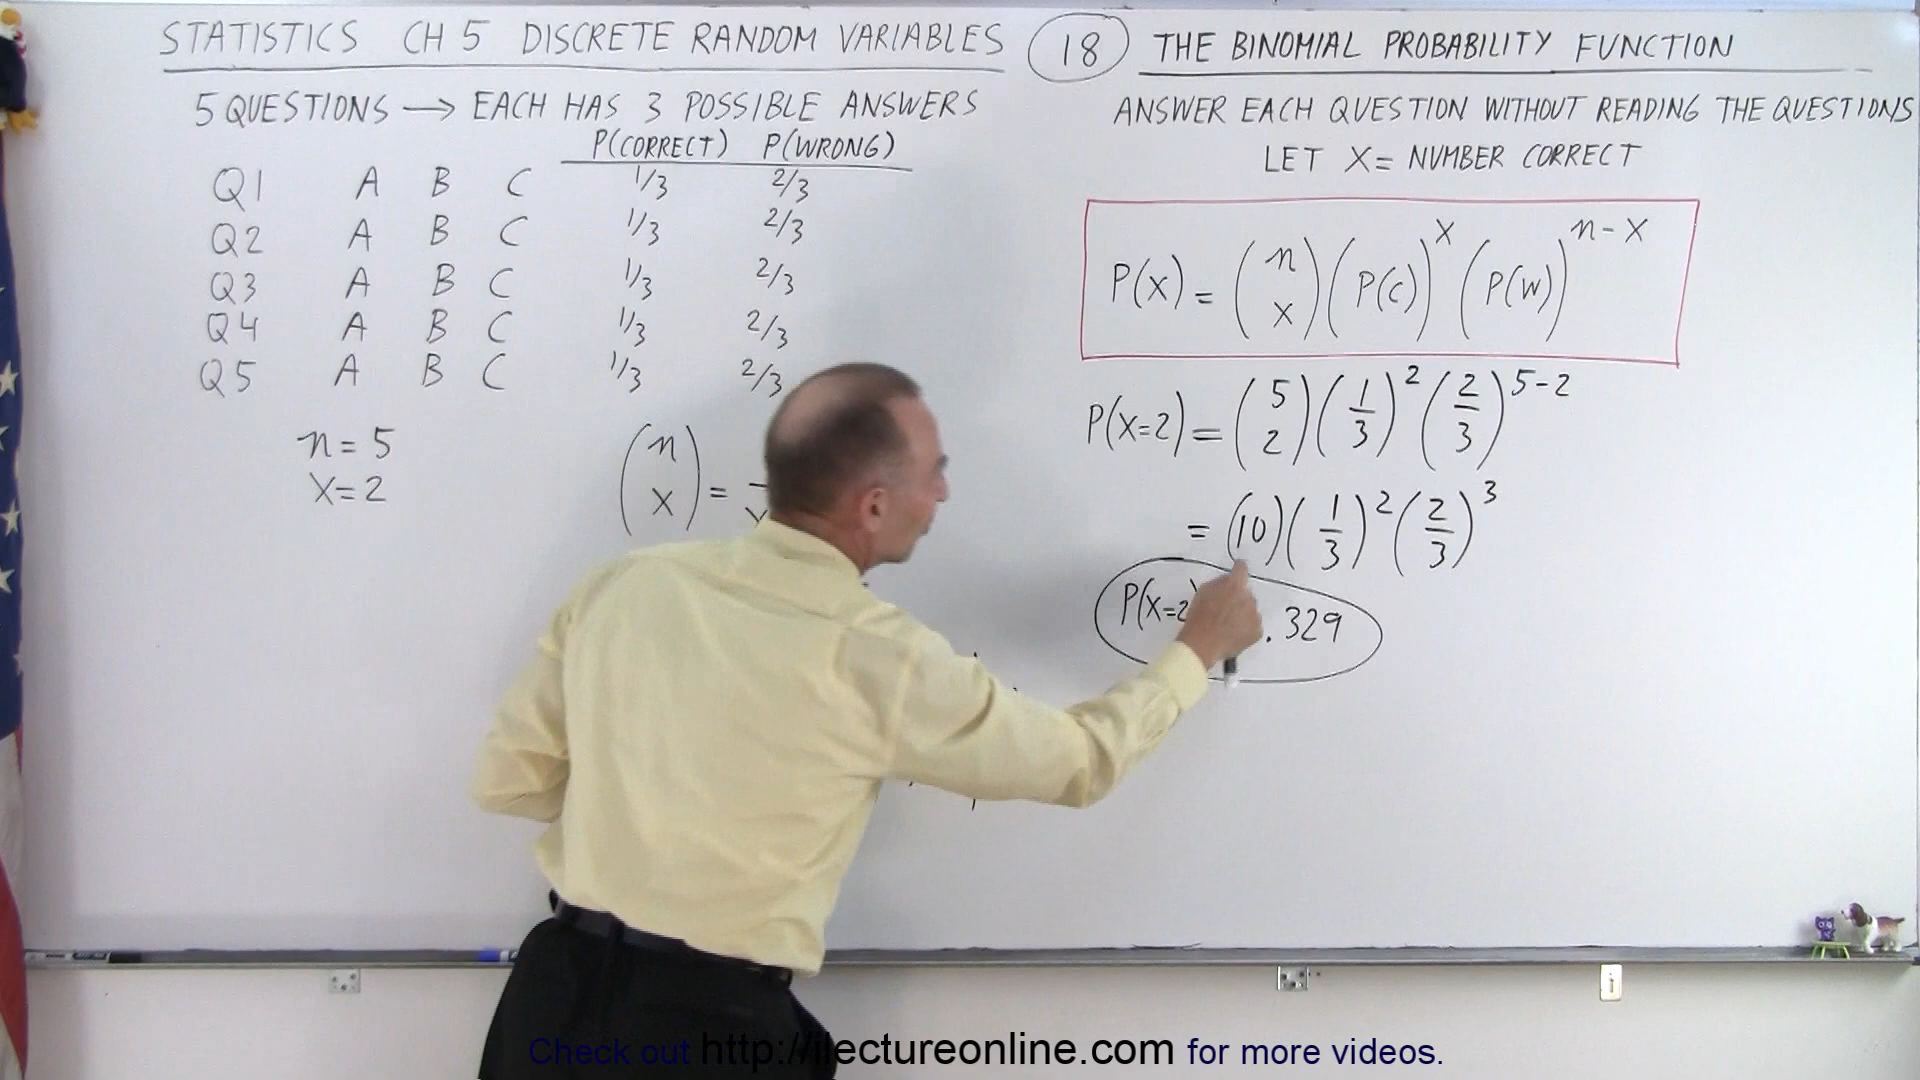 STATISTICS CH 5 DISCRETE RANDOM VARIABLES
5 QUESTIONS → EACH HAS 3 POSSIBLE ANSWERS
P(CORRECT) P(WRONG)
Q1 A B C 1/3 2/3
Q2 A B C 1/3 2/3
Q3 A B C 1/3 2/3
Q4 A B C 1/3 2/3
Q5 A B C 1/3 2/3
n = 5
X = 2
(n X) =
18 THE BINOMIAL PROBABILITY FUNCTION
ANSWER EACH QUESTION WITHOUT READING THE QUESTIONS
LET X = NUMBER CORRECT
P(X) = (n X)(P(C))^X (P(W))^(n-X)
P(X=2) = (5 2)(1/3)^2 (2/3)^(5-2)
= (10)(1/3)^2 (2/3)^3
P(X=2) .329
Check out http://ilectureonline.com for more videos.